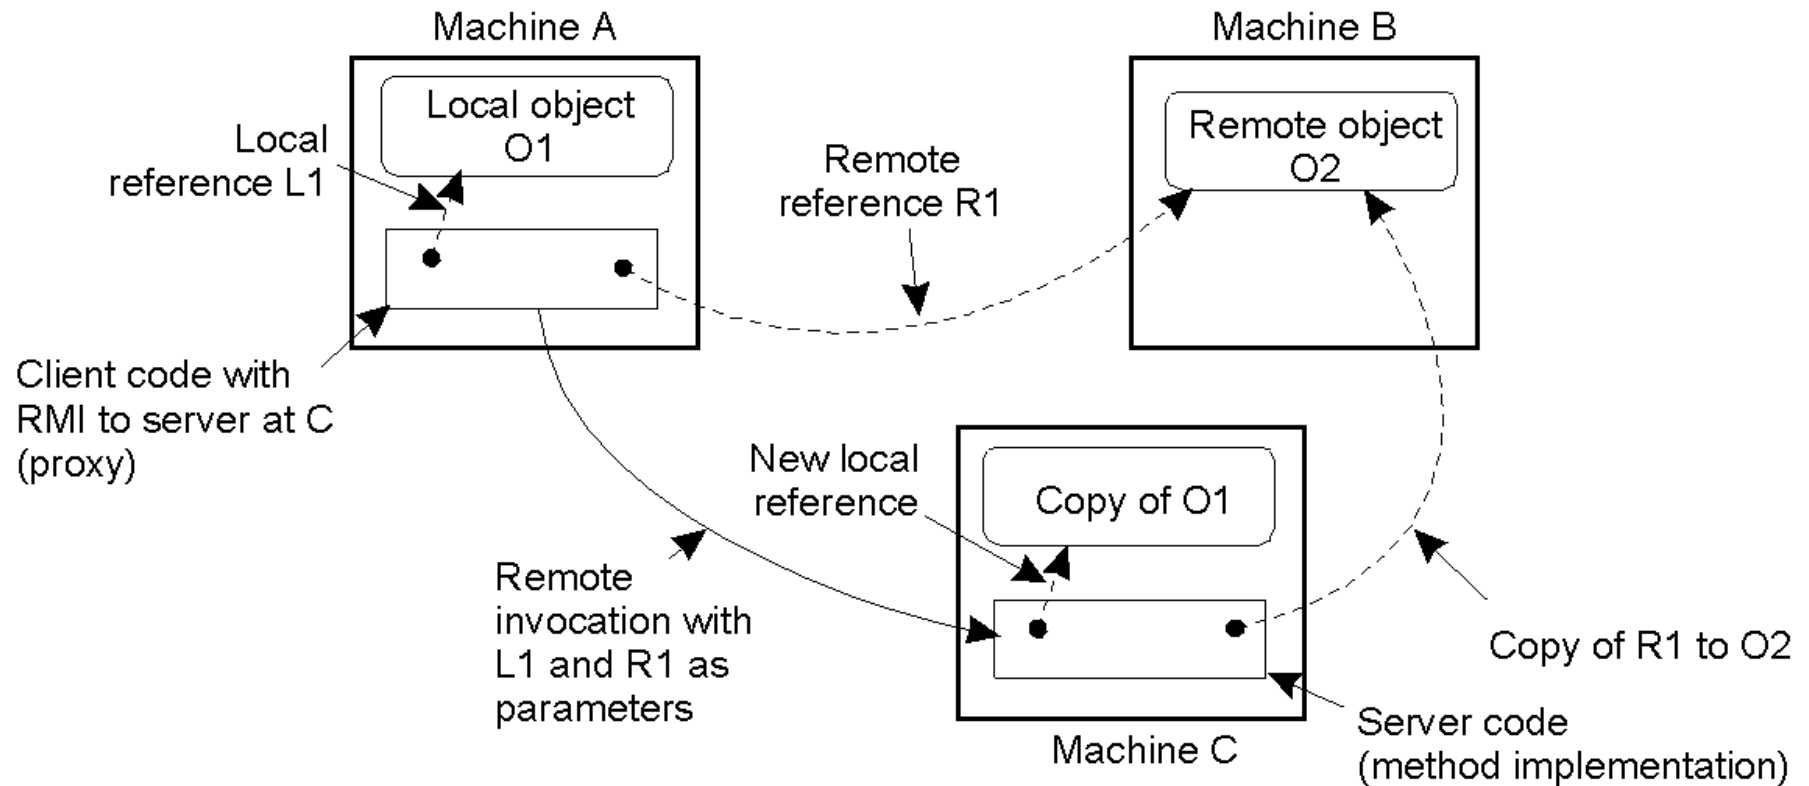 Machine A
Machine B
Local object
O1
Remote object
O2
Local
reference L1
Remote
reference R1
Client code with
RMI to server at C
(proxy)
New local
reference
Copy of O1
Remote
invocation with
L1 and R1 as
parameters
Copy of R1 to O2
Server code
(method implementation)
Machine C